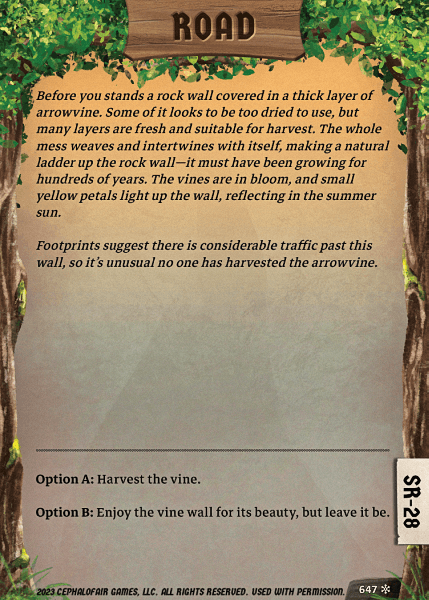 ROAD
Before you stands a rock wall covered in a thick layer of
arrowvine. Some of it looks to be too dried to use, but
many layers are fresh and suitable for harvest. The whole
mess weaves and intertwines with itself, making a natural
ladder up the rock wall—it must have been growing for
hundreds of years. The vines are in bloom, and small
yellow petals light up the wall, reflecting in the summer
sun.
Footprints suggest there is considerable traffic past this
wall, so it's unusual no one has harvested the arrowvine.
Option A: Harvest the vine.
Option B: Enjoy the vine wall for its beauty, but leave it be.
SR-28
2023 CEPHALOFAIR GAMES, LLC. ALL RIGHTS RESERVED. USED WITH PERMISSION.
647